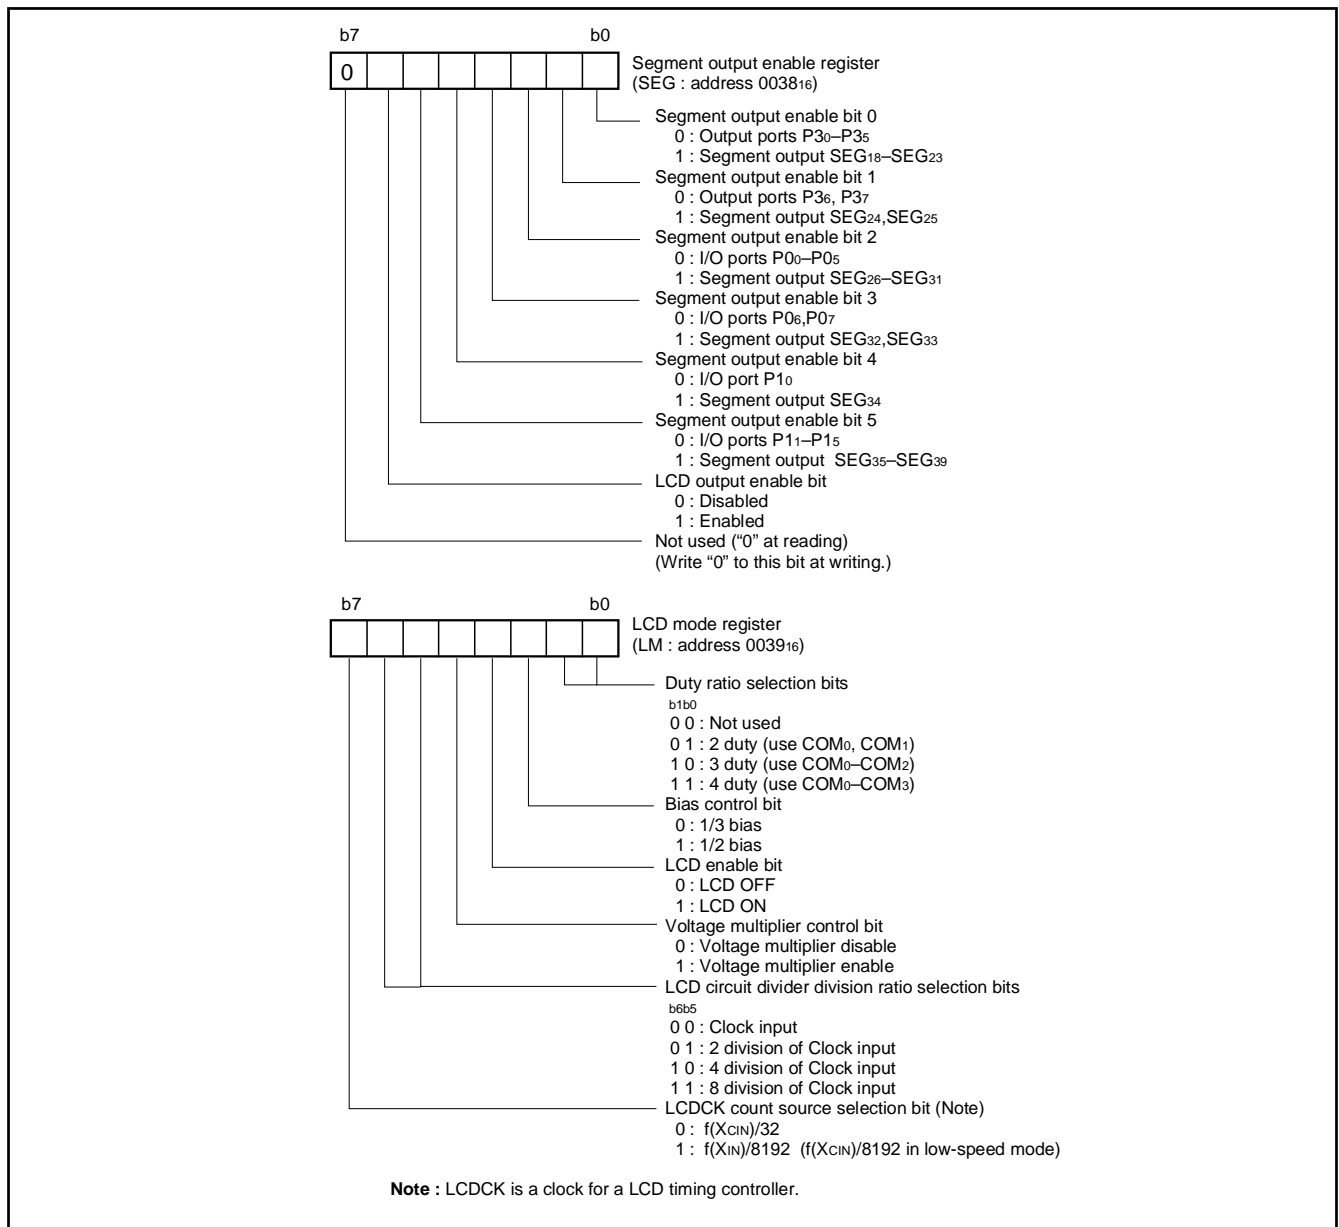 b7 b0
0 Segment output enable register
(SEG : address 003816)
Segment output enable bit 0
0 : Output ports P30–P35
1 : Segment output SEG18–SEG23
Segment output enable bit 1
0 : Output ports P36, P37
1 : Segment output SEG24,SEG25
Segment output enable bit 2
0 : I/O ports P00–P05
1 : Segment output SEG26–SEG31
Segment output enable bit 3
0 : I/O ports P06,P07
1 : Segment output SEG32,SEG33
Segment output enable bit 4
0 : I/O port P10
1 : Segment output SEG34
Segment output enable bit 5
0 : I/O ports P11–P15
1 : Segment output SEG35–SEG39
LCD output enable bit
0 : Disabled
1 : Enabled
Not used (“0” at reading)
(Write “0” to this bit at writing.)
b7 b0
LCD mode register
(LM : address 003916)
Duty ratio selection bits
b1b0
0 0 : Not used
0 1 : 2 duty (use COM0, COM1)
1 0 : 3 duty (use COM0–COM2)
1 1 : 4 duty (use COM0–COM3)
Bias control bit
0 : 1/3 bias
1 : 1/2 bias
LCD enable bit
0 : LCD OFF
1 : LCD ON
Voltage multiplier control bit
0 : Voltage multiplier disable
1 : Voltage multiplier enable
LCD circuit divider division ratio selection bits
b6b5
0 0 : Clock input
0 1 : 2 division of Clock input
1 0 : 4 division of Clock input
1 1 : 8 division of Clock input
LCDCK count source selection bit (Note)
0 : f(XCIN)/32
1 : f(XIN)/8192 (f(XCIN)/8192 in low-speed mode)
Note : LCDCK is a clock for a LCD timing controller.